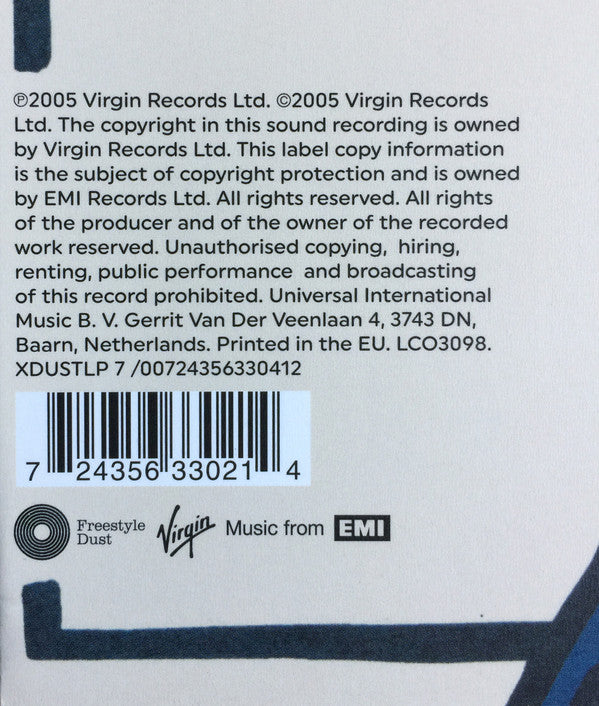 ℗2005 Virgin Records Ltd. ©2005 Virgin Records
Ltd. The copyright in this sound recording is owned
by Virgin Records Ltd. This label copy information
is the subject of copyright protection and is owned
by EMI Records Ltd. All rights reserved. All rights
of the producer and of the owner of the recorded
work reserved. Unauthorised copying, hiring,
renting, public performance and broadcasting
of this record prohibited. Universal International
Music B. V. Gerrit Van Der Veenlaan 4, 3743 DN,
Baarn, Netherlands. Printed in the EU. LCO3098.
XDUSTLP 7 /00724356330412
7 24356 33021 4
Freestyle
Dust
Virgin
Music from EMI